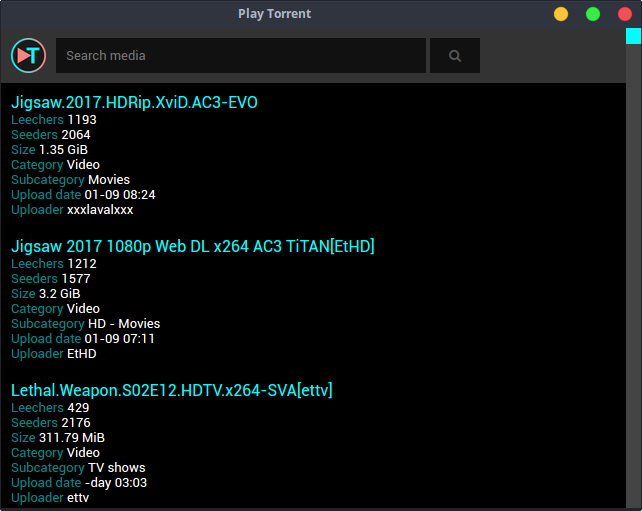 Play Torrent
T
Search media
Jigsaw.2017.HDRip.XviD.AC3-EVO
Leechers 1193
Seeders 2064
Size 1.35 GiB
Category Video
Subcategory Movies
Upload date 01-09 08:24
Uploader xxxlavalxxx
Jigsaw 2017 1080p Web DL x264 AC3 TiTAN[EtHD]
Leechers 1212
Seeders 1577
Size 3.2 GiB
Category Video
Subcategory HD - Movies
Upload date 01-09 07:11
Uploader EtHD
Lethal.Weapon.S02E12.HDTV.x264-SVA[ettv]
Leechers 429
Seeders 2176
Size 311.79 MiB
Category Video
Subcategory TV shows
Upload date -day 03:03
Uploader ettv